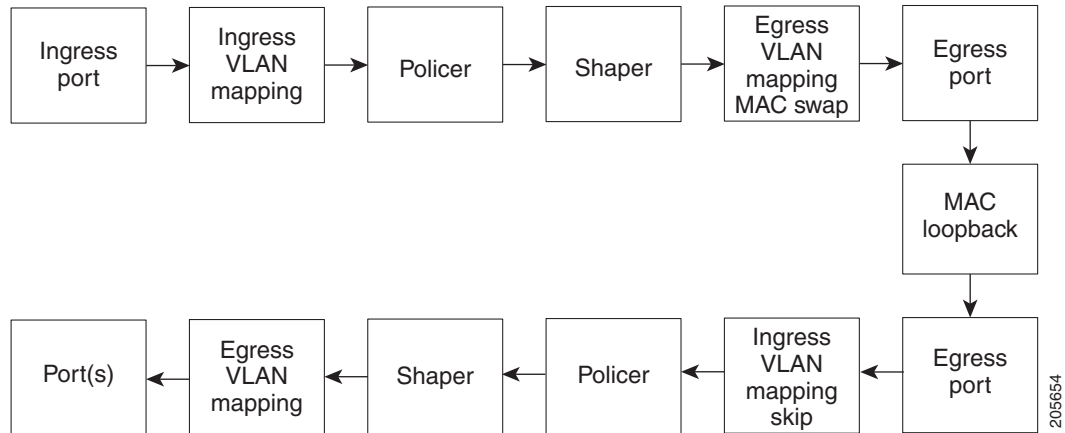 Ingress
port
Ingress
VLAN
mapping
Policer
Shaper
Egress
VLAN
mapping
MAC swap
Egress
port
MAC
loopback
Port(s)
Egress
VLAN
mapping
Shaper
Policer
Ingress
VLAN
mapping
skip
Egress
port
205654